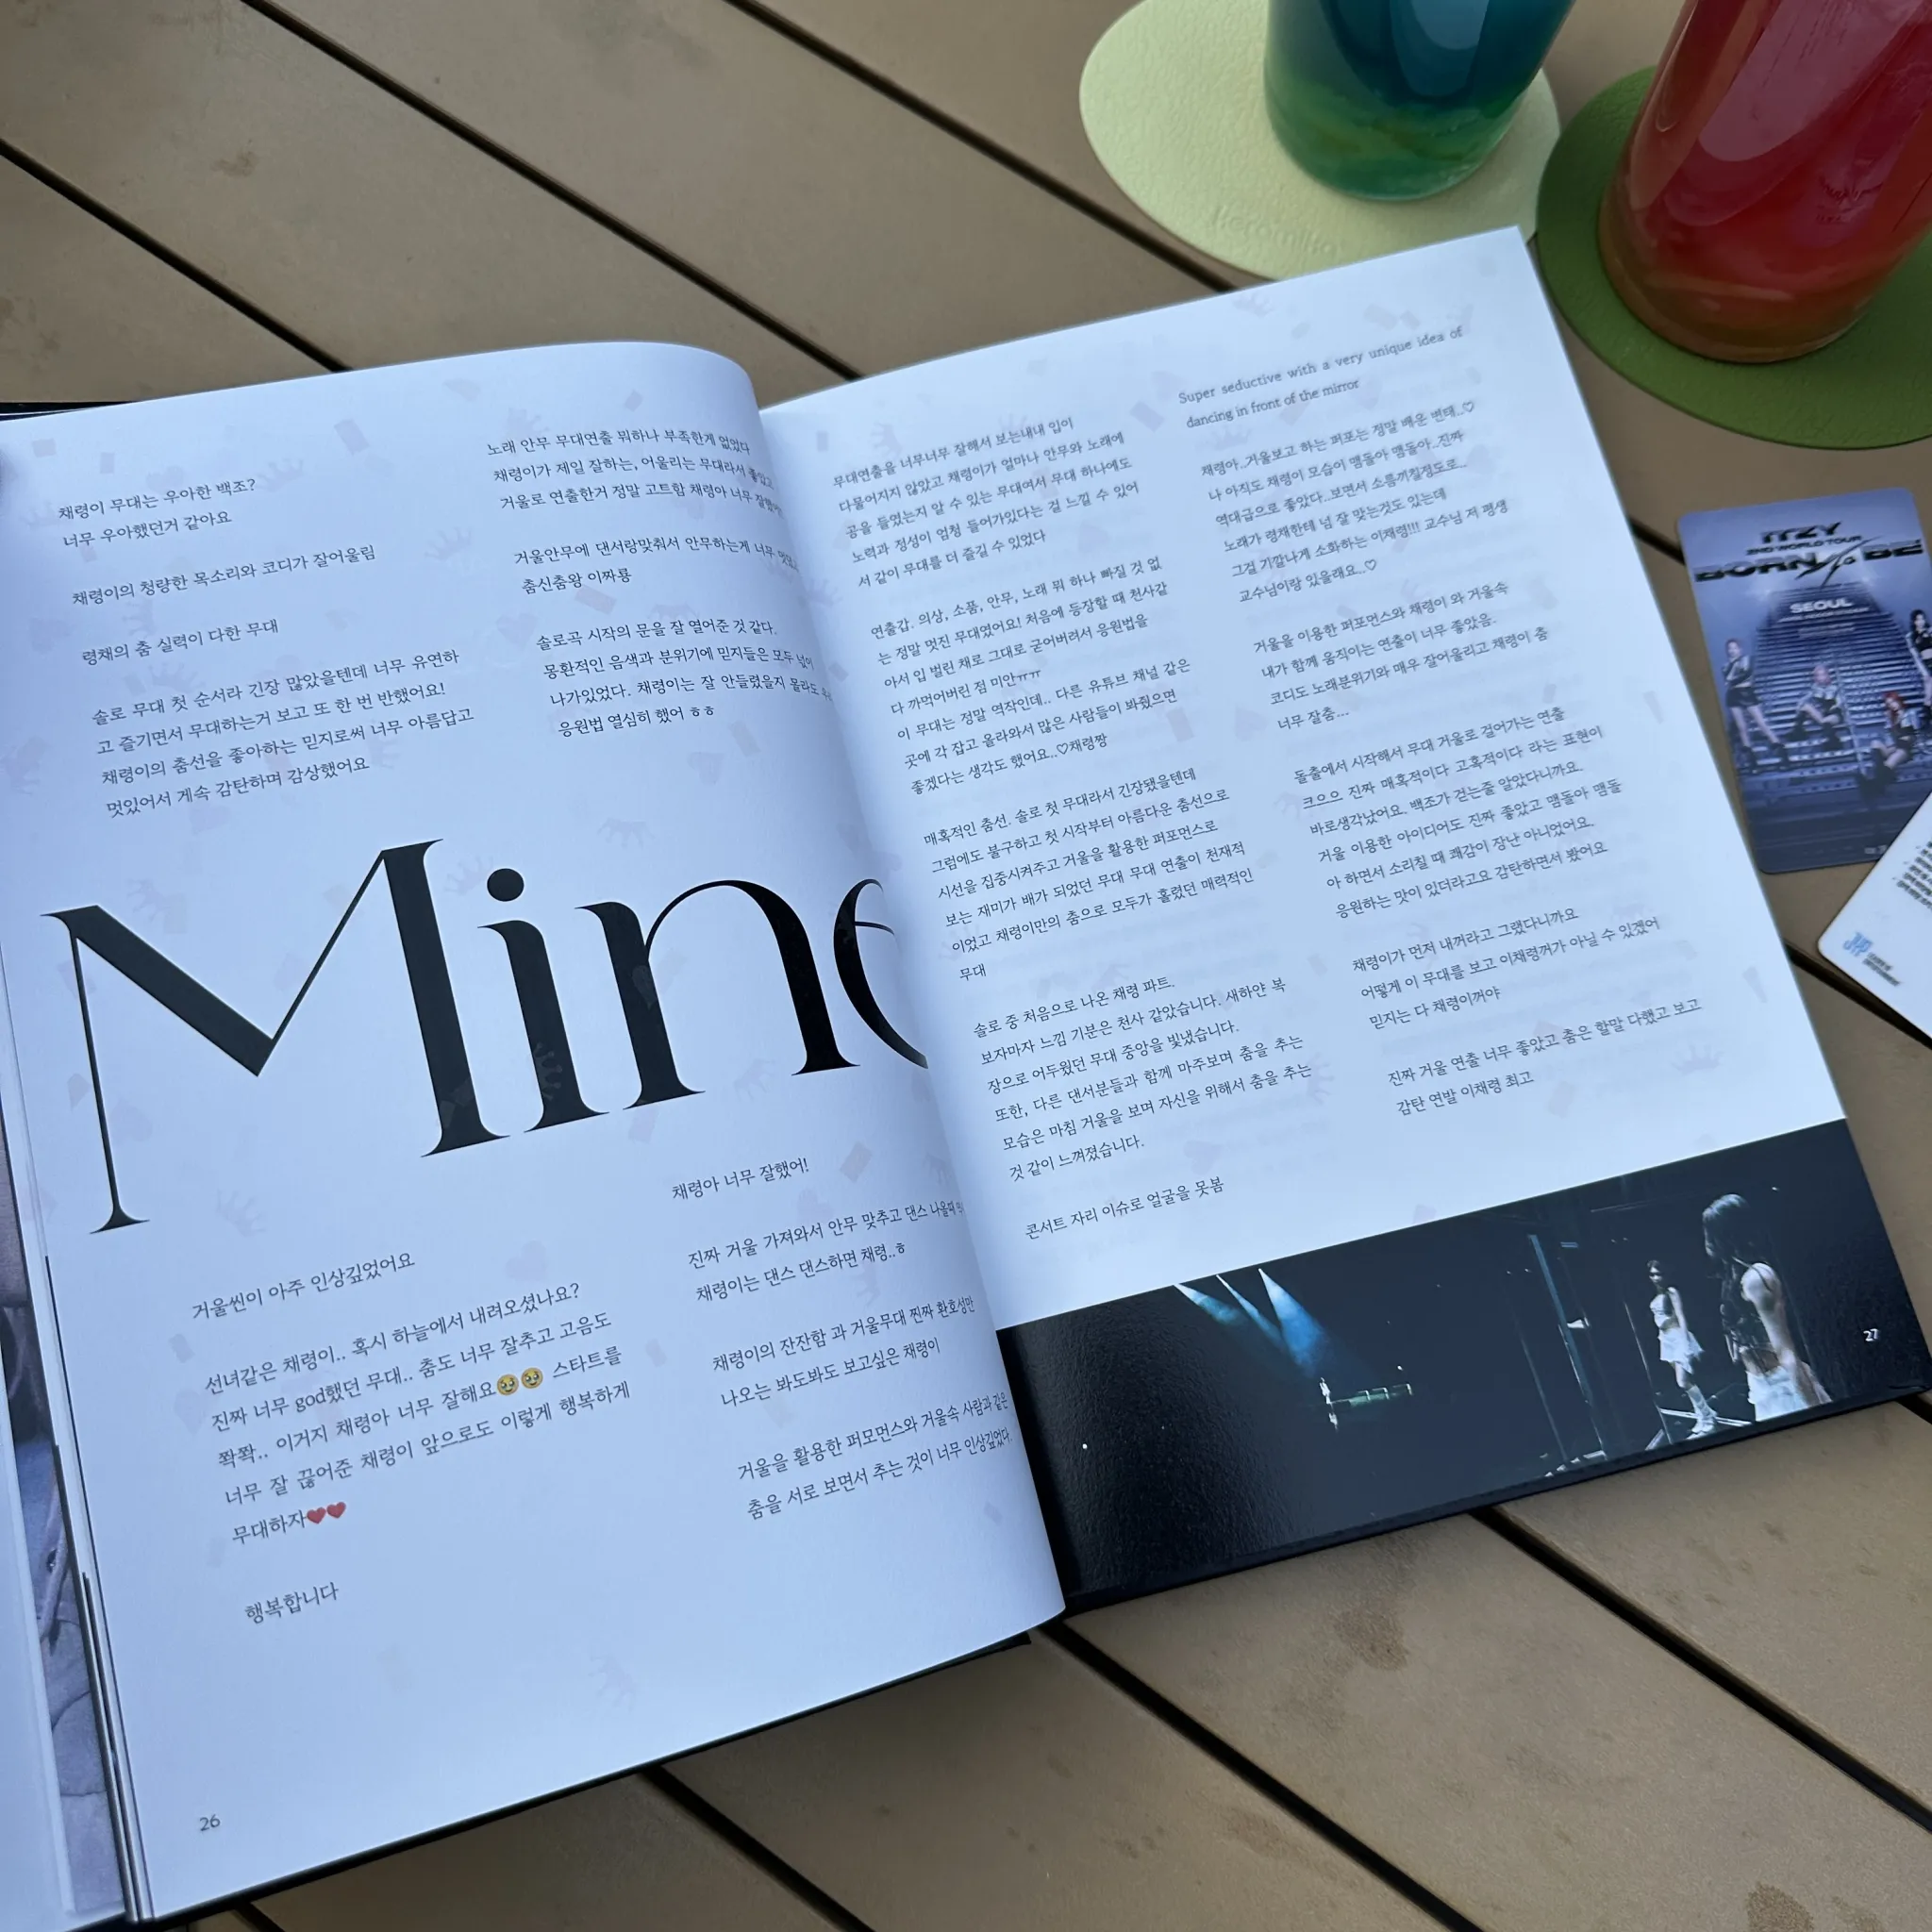 채령이 무대는 우아한 백조?
너무 우아했던거 같아요
채령이의 청량한 목소리와 코디가 잘어울림
령채의 춤 실력이 다한 무대
솔로 무대 첫 순서라 긴장 많았을텐데 너무 유연하
고 즐기면서 무대하는거 보고 또 한 번 반했어요!
채령이의 춤선을 좋아하는 믿지로써 너무 아름답고
멋있어서 계속 감탄하며 감상했어요
노래 안무 무대연출 뭐하나 부족한게 없었다
채령이가 제일 잘하는, 어울리는 무대라서 좋았고
거울로 연출한거 정말 고트함 채령아 너무
거울안무에 댄서랑맞춰서 안무하는게 너무
춤신춤왕 이짜룡
솔로곡 시작의 문을 잘 열어준 것 같다.
몽환적인 음색과 분위기에 믿지들은 모두 넋이
나가있었다. 채령이는 잘 안들렸을지 몰라도
응원법 열심히 했어 ㅎㅎ
Mine
거울씬이 아주 인상깊었어요
선녀같은 채령이.. 혹시 하늘에서 내려오셨나요?
진짜 너무 god했던 무대.. 춤도 너무 잘추고 고음도
쫙쫙.. 이거지 채령아 너무 잘해요🥹🥹 스타트를
너무 잘 끊어준 채령이 앞으로도 이렇게 행복하게
무대하자❤️❤️
행복합니다
채령아 너무 잘했어!
진짜 거울 가져와서 안무 맞추고 댄스 나올때
채령이는 댄스 댄스하면 채령..ㅎ
채령이의 잔잔함 과 거울무대 찐짜 환호성만
나오는 봐도봐도 보고싶은 채령이
거울을 활용한 퍼모먼스와 거울속 사람과 같은
춤을 서로 보면서 추는 것이 너무 인상깊었다.
26
무대연출을 너무너무 잘해서 보는내내 입이
다물어지지 않았고 채령이가 얼마나 안무와 노래에
공을 들였는지 알 수 있는 무대여서 무대 하나에도
노력과 정성이 엄청 들어가있다는 걸 느낄 수 있어
서 같이 무대를 더 즐길 수 있었다
연출갑. 의상, 소품, 안무, 노래 뭐 하나 빠질 것 없
는 정말 멋진 무대였어요! 처음에 등장할 때 천사같
아서 입 벌린 채로 그대로 굳어버려서 응원법을
다 까먹어버린 점 미안ㅠㅠ
이 무대는 정말 역작인데.. 다른 유튜브 채널 같은
곳에 각 잡고 올라와서 많은 사람들이 봐줬으면
좋겠다는 생각도 했어요..♡채령짱
매혹적인 춤선. 솔로 첫 무대라서 긴장됐을텐데
그럼에도 불구하고 첫 시작부터 아름다운 춤선으로
시선을 집중시켜주고 거울을 활용한 퍼포먼스로
보는 재미가 배가 되었던 무대 무대 연출이 천재적
이었고 채령이만의 춤으로 모두가 홀렸던 매력적인
무대
솔로 중 처음으로 나온 채령 파트.
보자마자 느낌 기분은 천사 같았습니다. 새하얀 복
장으로 어두웠던 무대 중앙을 빛냈습니다.
또한, 다른 댄서분들과 함께 마주보며 춤을 추는
모습은 마침 거울을 보며 자신을 위해서 춤을 추는
것 같이 느껴졌습니다.
콘서트 자리 이슈로 얼굴을 못봄
Super seductive with a very unique idea of
dancing in front of the mirror
채령아..거울보고 하는 퍼포는 정말 배운 변태..♡
나 아직도 채령이 모습이 맴돌아 맴돌아..진짜
역대급으로 좋았다..보면서 소름끼칠정도로..
노래가 령채한테 넘 잘 맞는것도 있는데
그걸 기깔나게 소화하는 이채령!!! 교수님 저 평생
교수님이랑 있을래요..♡
거울을 이용한 퍼포먼스와 채령이 와 거울속
내가 함께 움직이는 연출이 너무 좋았음.
코디도 노래분위기와 매우 잘어울리고 채령이 춤
너무 잘춤...
돌출에서 시작해서 무대 거울로 걸어가는 연출
크으으 진짜 매혹적이다 고혹적이다 라는 표현이
바로생각났어요. 백조가 걷는줄 알았다니까요.
거울 이용한 아이디어도 진짜 좋았고 맴돌아 맴돌
아 하면서 소리칠 때 쾌감이 장난 아니었어요.
응원하는 맛이 있더라고요 감탄하면서 봤어요
채령이가 먼저 내꺼라고 그랬다니까요
어떻게 이 무대를 보고 이채령꺼가 아닐 수 있겠어
믿지는 다 채령이꺼야
진짜 거울 연출 너무 좋았고 춤은 할말 다했고 보고
감탄 연발 이채령 최고
27
ITZY
2ND WORLD TOUR
BORN TO BE
SEOUL
JYP